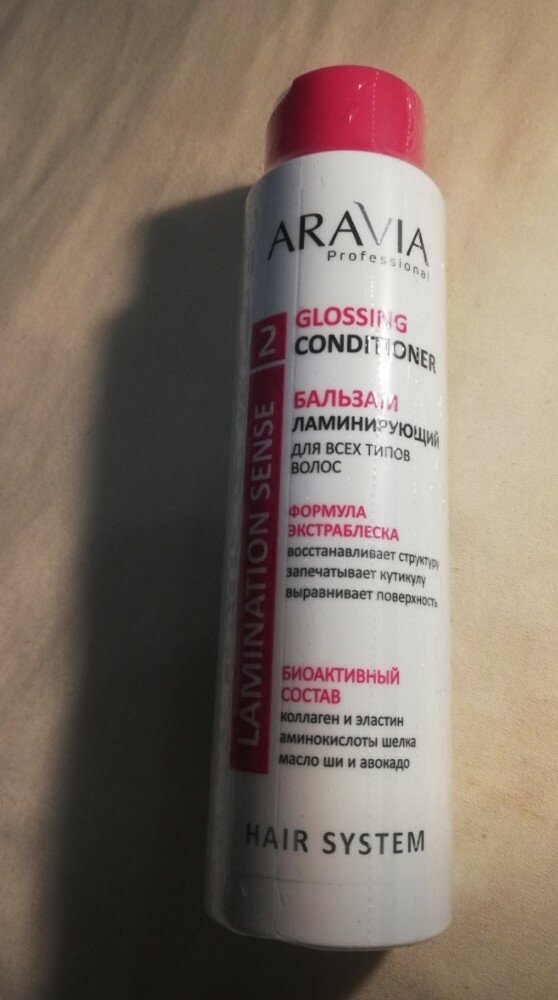 ARAVIA
Professional
2
LAMINATION SENSE
GLOSSING
CONDITIONER
БАЛЬЗАМ
ЛАМИНИРУЮЩИЙ
ДЛЯ ВСЕХ ТИПОВ
ВОЛОС
ФОРМУЛА
ЭКСТРАБЛЕСКА
восстанавливает структуру
запечатывает кутикулу
выравнивает поверхность
БИОАКТИВНЫЙ
СОСТАВ
коллаген и эластин
аминокислоты шелка
масло ши и авокадо
HAIR SYSTEM